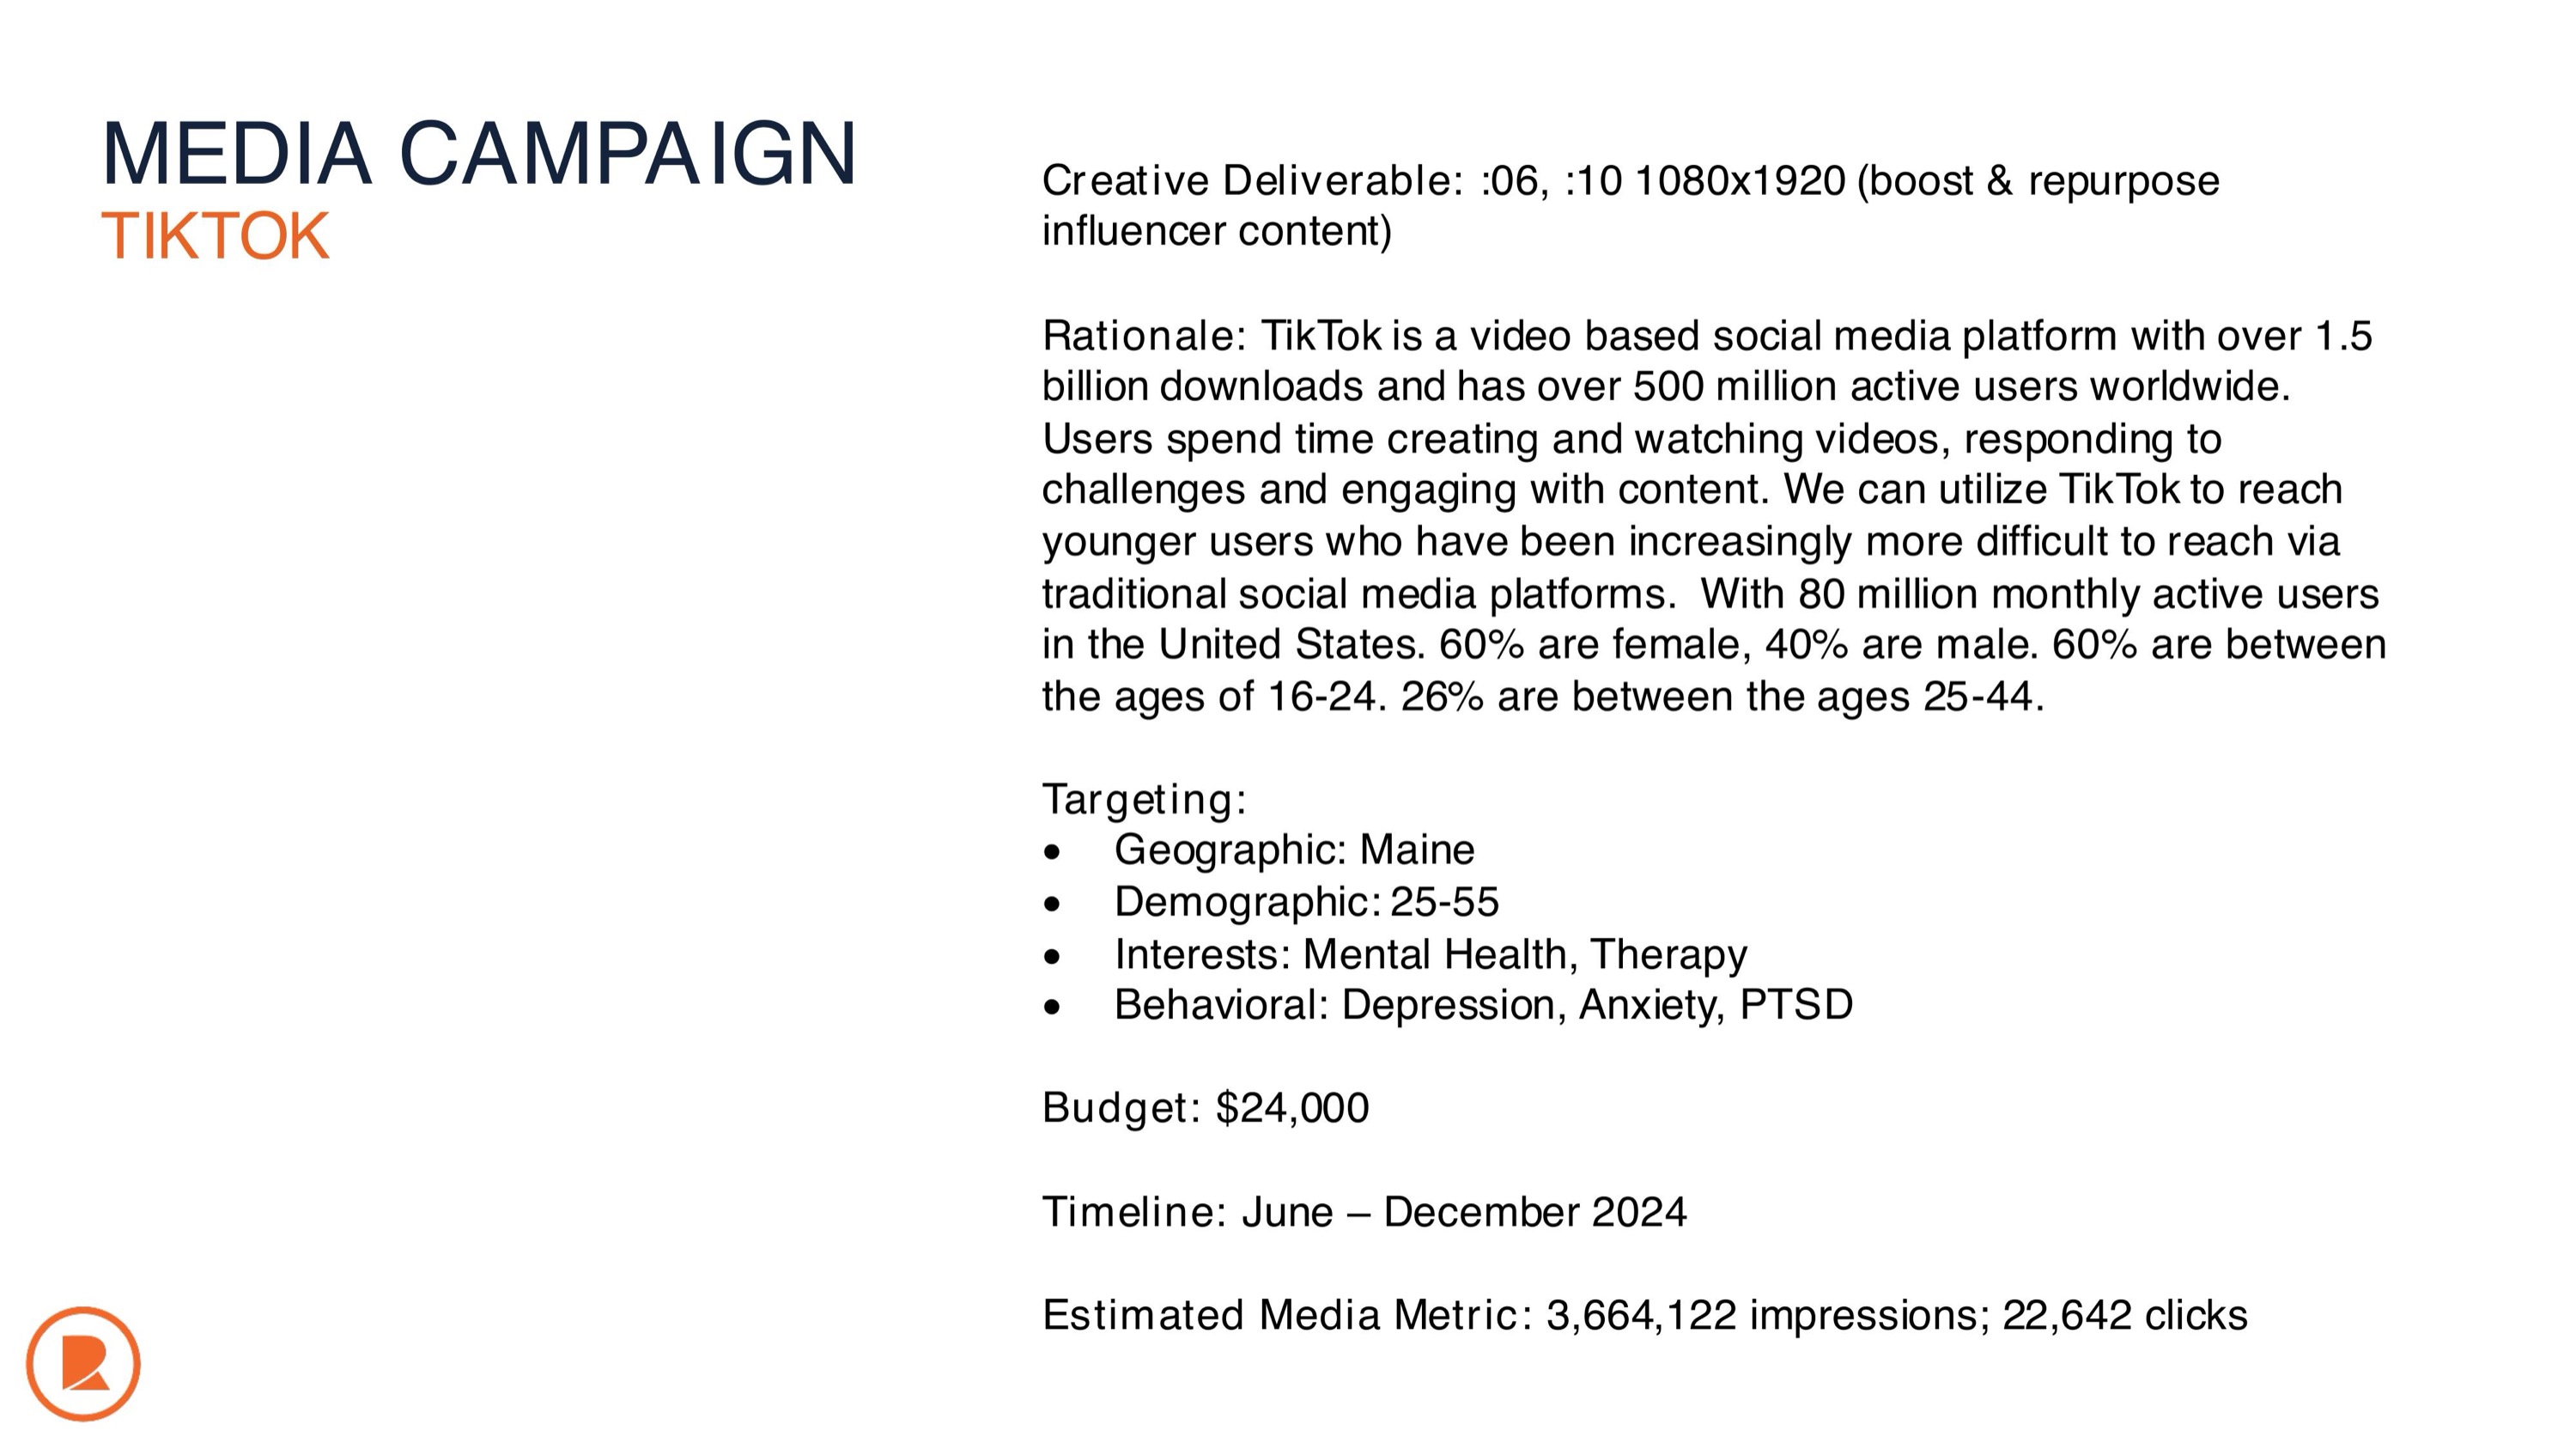 MEDIA CAMPAIGN
TIKTOK
Creative Deliverable: :06, :10 1080x1920 (boost & repurpose
influencer content)
Rationale: TikTok is a video based social media platform with over 1.5
billion downloads and has over 500 million active users worldwide.
Users spend time creating and watching videos, responding to
challenges and engaging with content. We can utilize TikTok to reach
younger users who have been increasingly more difficult to reach via
traditional social media platforms.  With 80 million monthly active users
in the United States. 60% are female, 40% are male. 60% are between
the ages of 16-24. 26% are between the ages 25-44.
Targeting:
• Geographic: Maine
• Demographic: 25-55
• Interests: Mental Health, Therapy
• Behavioral: Depression, Anxiety, PTSD
Budget: $24,000
Timeline: June – December 2024
Estimated Media Metric: 3,664,122 impressions; 22,642 clicks
R